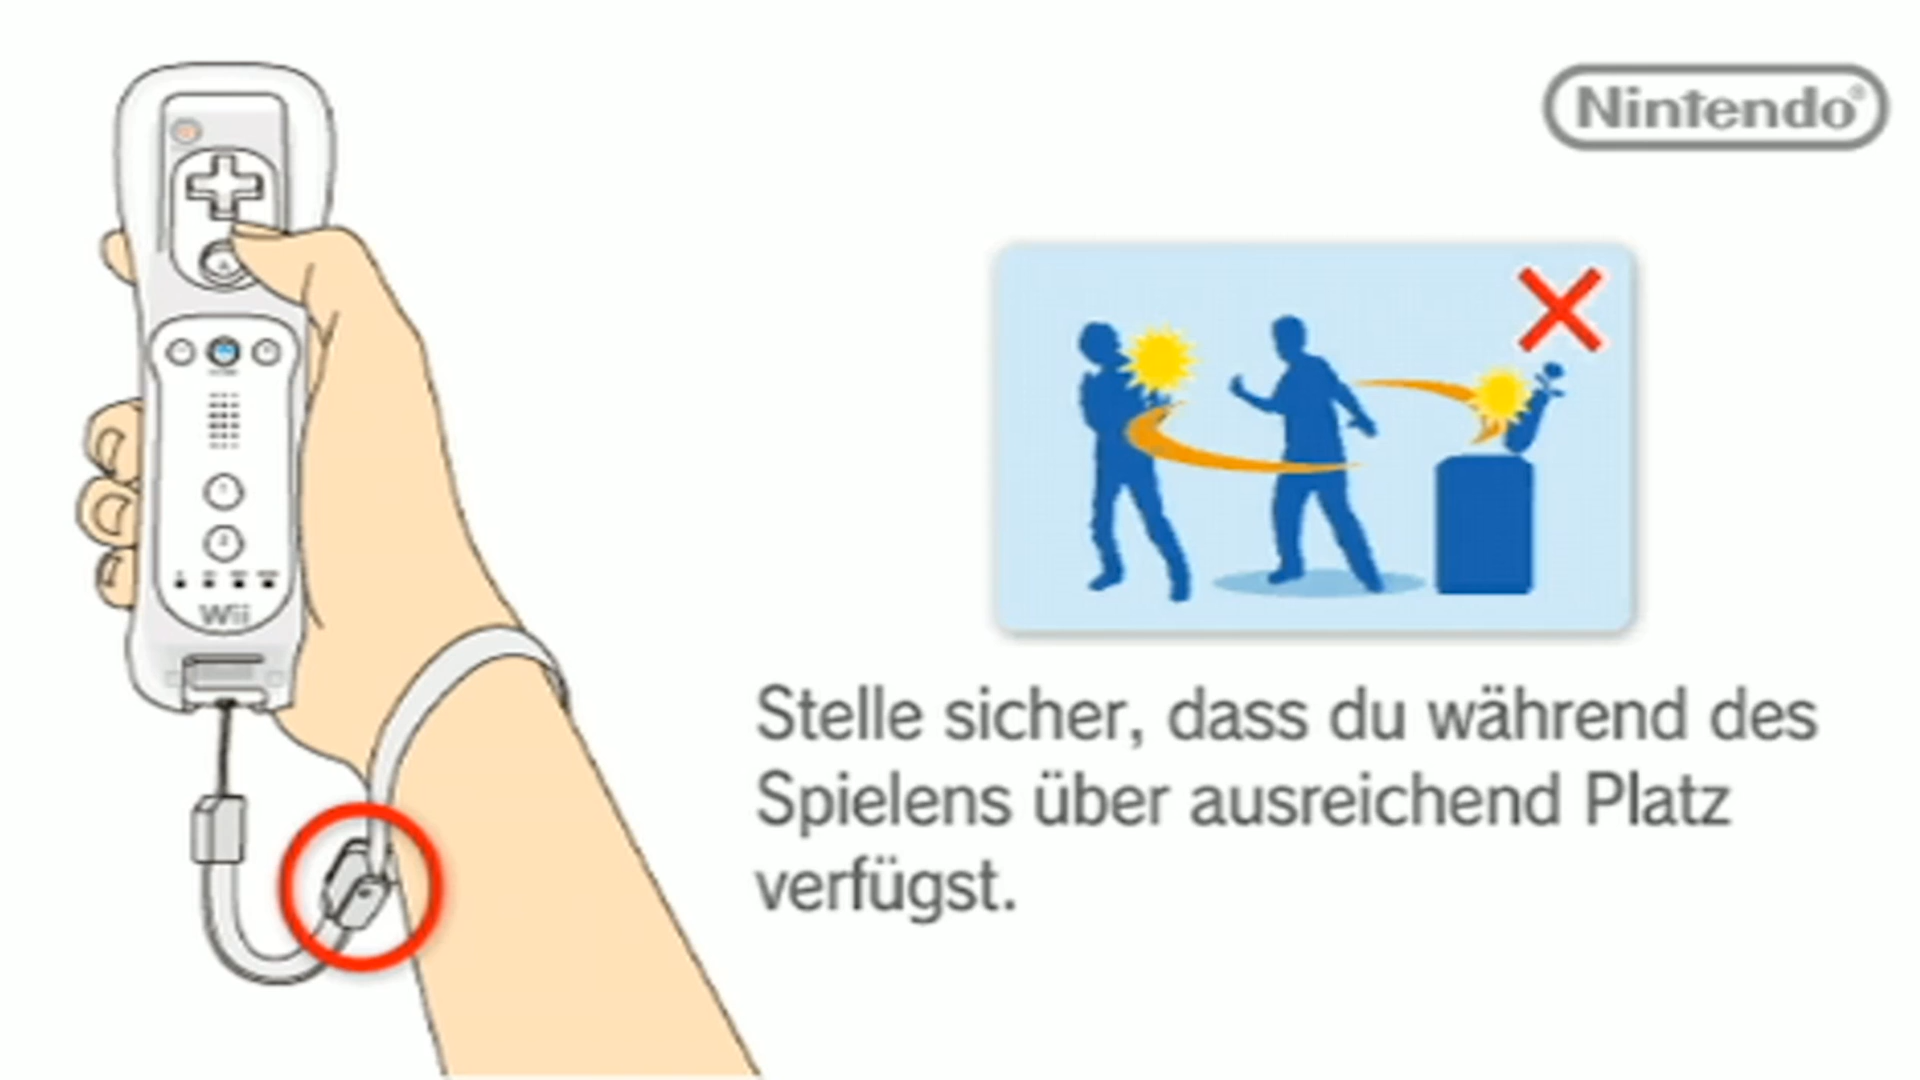 Nintendo®
Stelle sicher, dass du während des
Spielens über ausreichend Platz
verfügst.
Wii